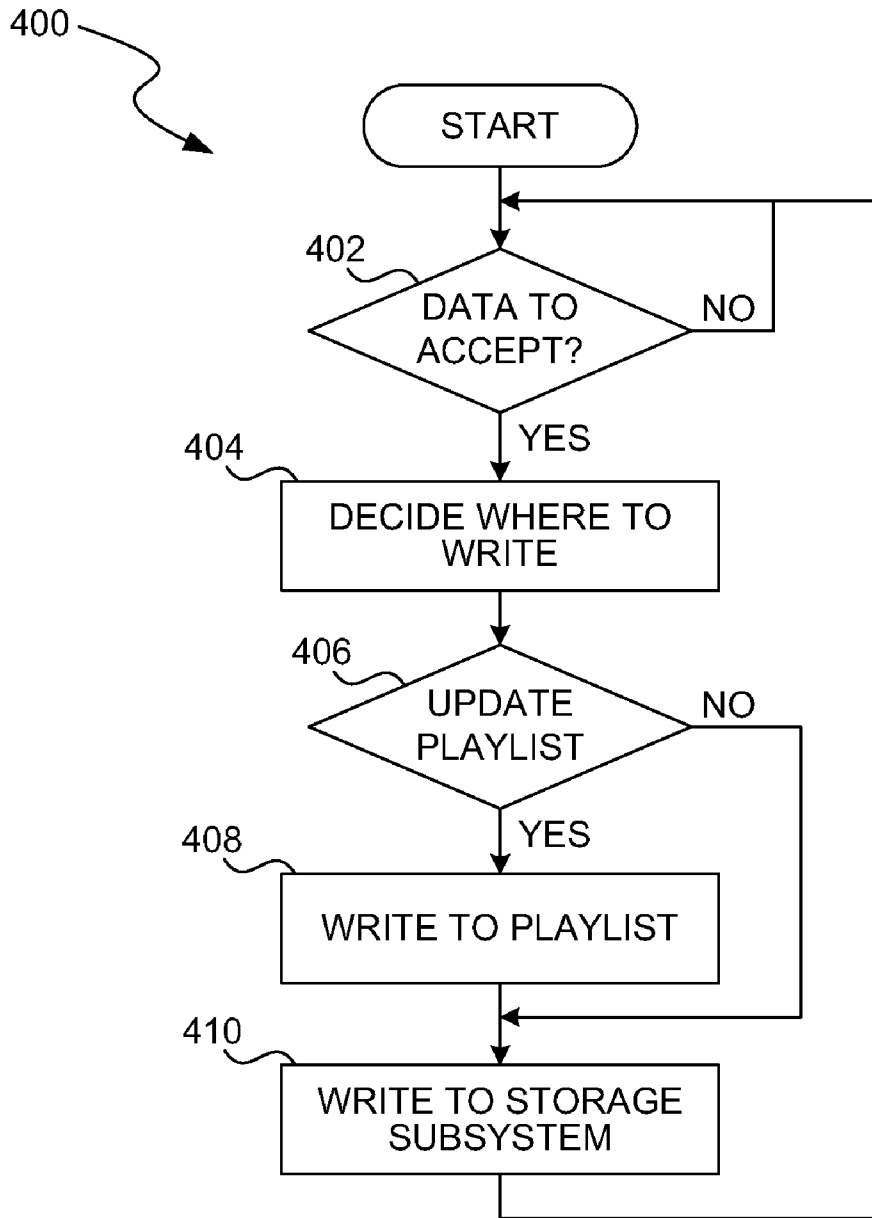 400
START
402
DATA TO
ACCEPT?
NO
YES
404
DECIDE WHERE TO
WRITE
406
UPDATE
PLAYLIST
NO
YES
408
WRITE TO PLAYLIST
410
WRITE TO STORAGE
SUBSYSTEM